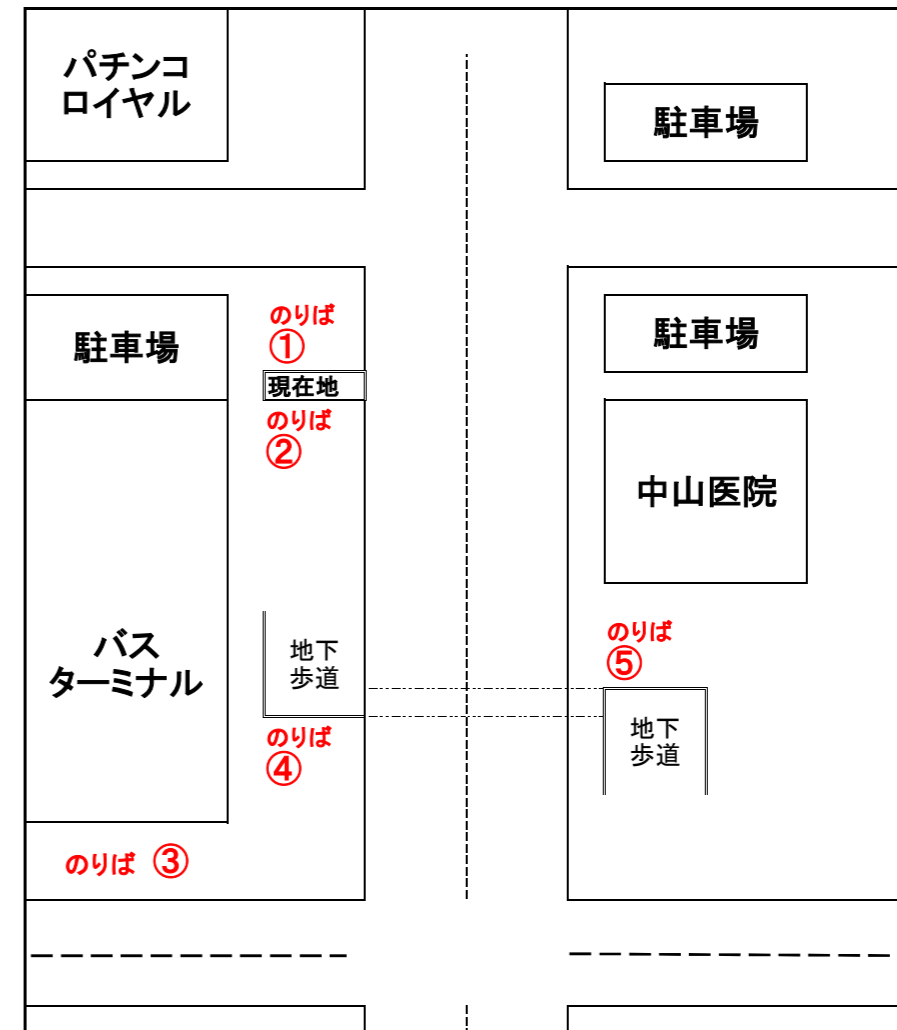 パチンコ
ロイヤル
駐車場
駐車場
のりば
①
現在地
のりば
②
駐車場
中山医院
バス
ターミナル
地下
歩道
のりば
⑤
地下
歩道
のりば
④
のりば ③